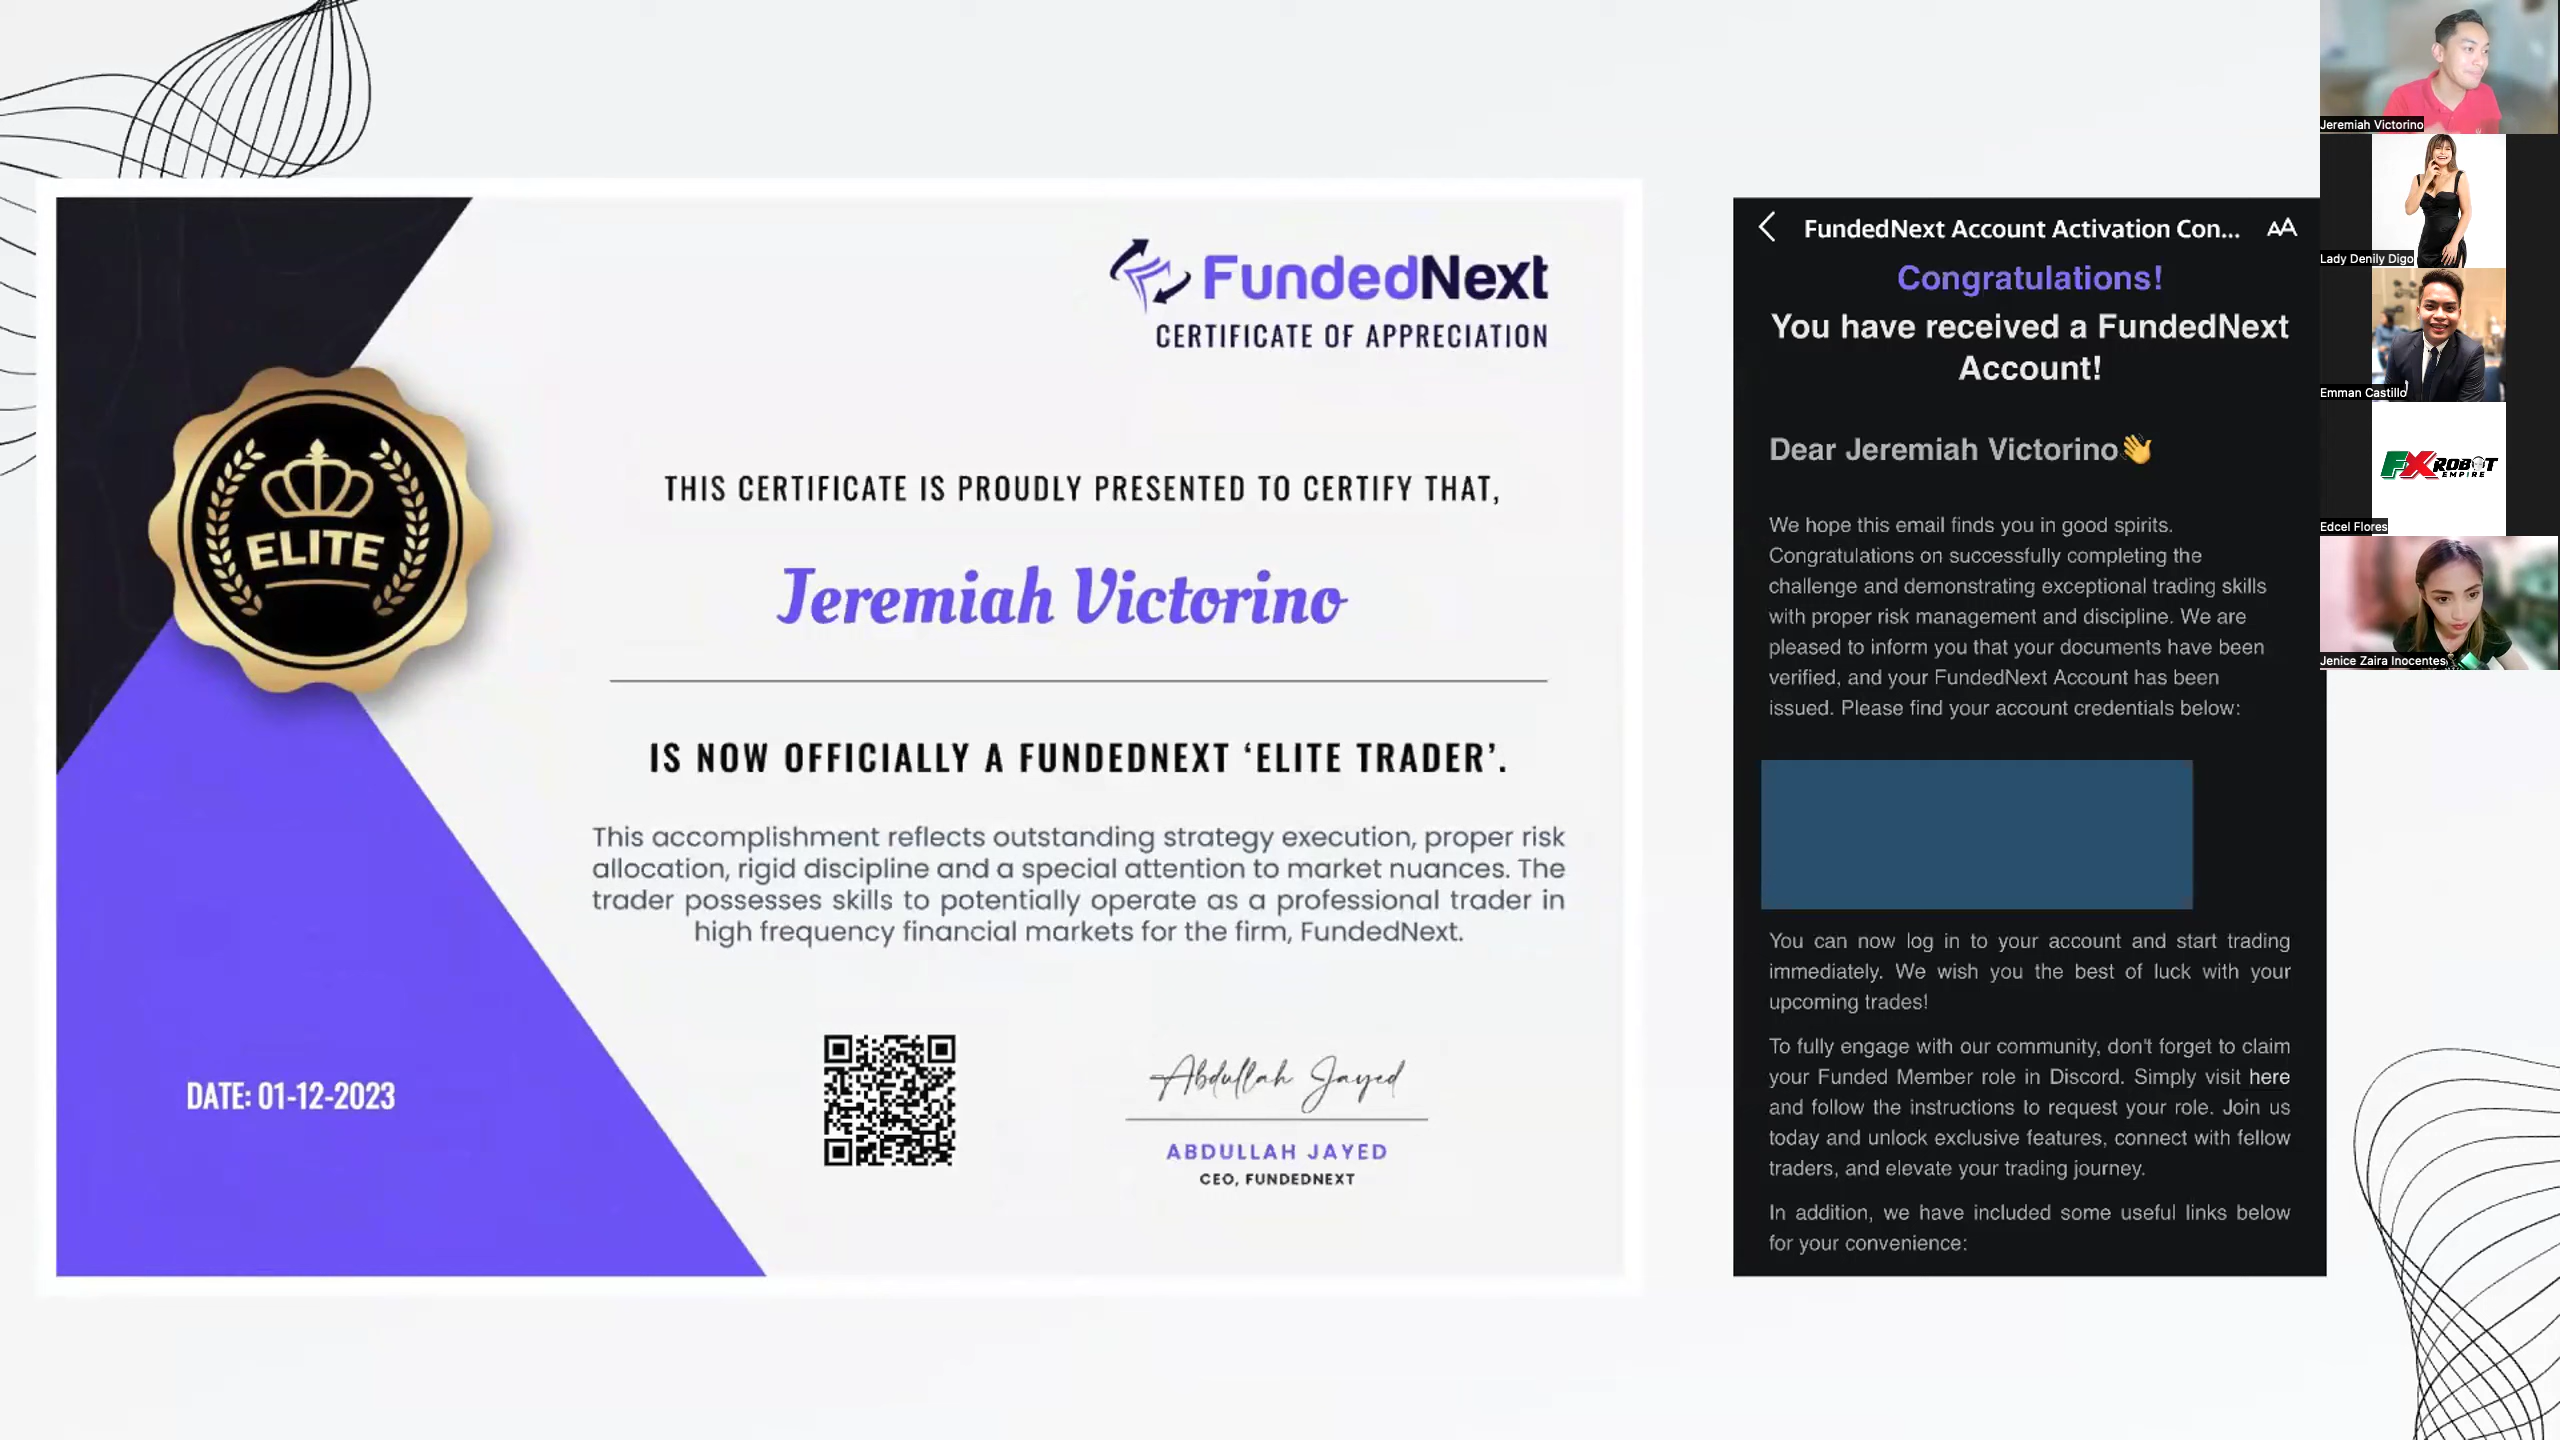 FundedNext
CERTIFICATE OF APPRECIATION
ELITE
THIS CERTIFICATE IS PROUDLY PRESENTED TO CERTIFY THAT,
Jeremiah Victorino
IS NOW OFFICIALLY A FUNDEDNEXT ‘ELITE TRADER’.
This accomplishment reflects outstanding strategy execution, proper risk
allocation, rigid discipline and a special attention to market nuances. The
trader possesses skills to potentially operate as a professional trader in
high frequency financial markets for the firm, FundedNext.
DATE: 01-12-2023
Abdullah Jayed
ABDULLAH JAYED
CEO, FUNDEDNEXT
FundedNext Account Activation Con... AA
Congratulations!
You have received a FundedNext
Account!
Dear Jeremiah Victorino👋
We hope this email finds you in good spirits.
Congratulations on successfully completing the
challenge and demonstrating exceptional trading skills
with proper risk management and discipline. We are
pleased to inform you that your documents have been
verified, and your FundedNext Account has been
issued. Please find your account credentials below:
You can now log in to your account and start trading
immediately. We wish you the best of luck with your
upcoming trades!
To fully engage with our community, don't forget to claim
your Funded Member role in Discord. Simply visit here
and follow the instructions to request your role. Join us
today and unlock exclusive features, connect with fellow
traders, and elevate your trading journey.
In addition, we have included some useful links below
for your convenience:
Jeremiah Victorino
Lady Denily Digo
Emman Castillo
FX ROBOT
EMPIRE
Edcel Flores
Jenice Zaira Inocentes